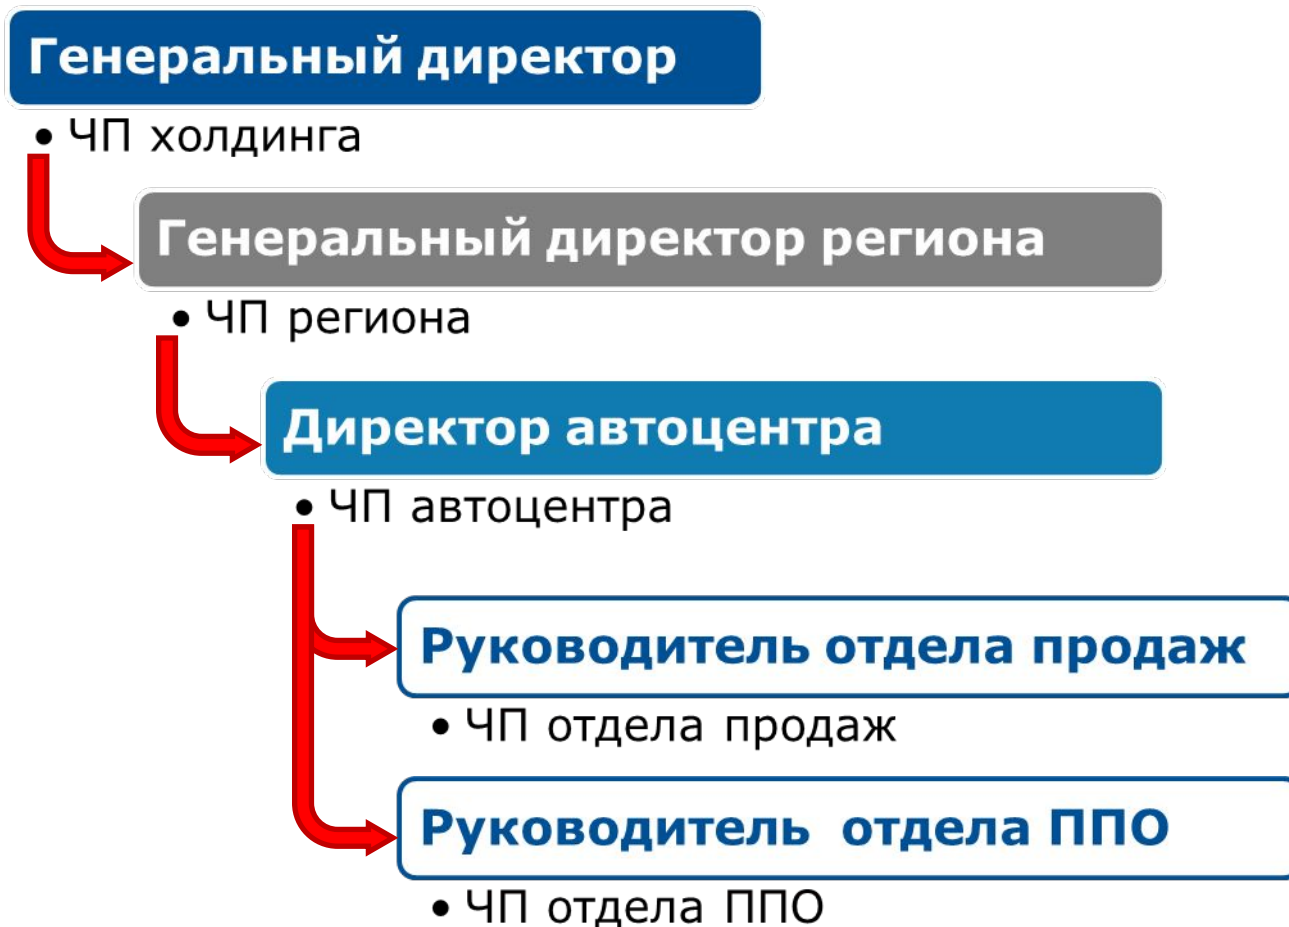 Генеральный директор
• ЧП холдинга
Генеральный директор региона
• ЧП региона
Директор автоцентра
• ЧП автоцентра
Руководитель отдела продаж
• ЧП отдела продаж
Руководитель отдела ППО
• ЧП отдела ППО